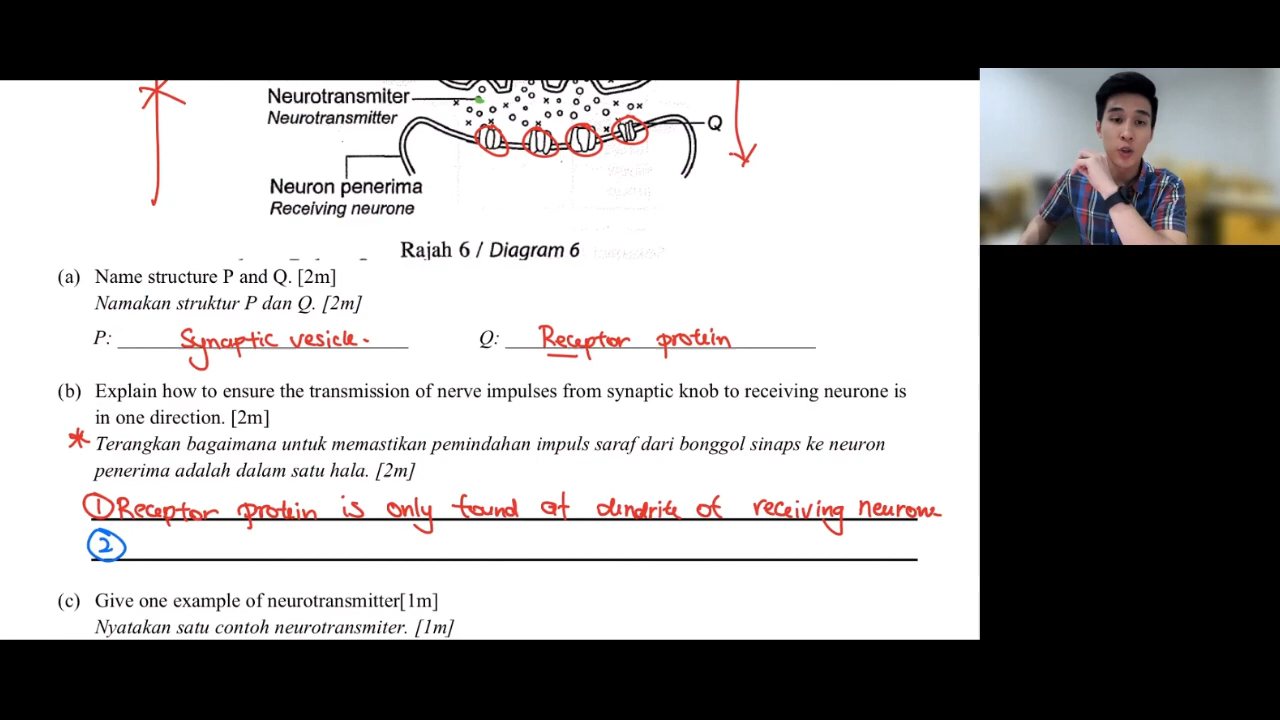 Neurotransmiter
Neurotransmitter
Q
Neuron penerima
Receiving neurone
Rajah 6 / Diagram 6
(a) Name structure P and Q. [2m]
Namakan struktur P dan Q. [2m]
P: Synaptic vesicle. Q: Receptor protein
(b) Explain how to ensure the transmission of nerve impulses from synaptic knob to receiving neurone is
in one direction. [2m]
* Terangkan bagaimana untuk memastikan pemindahan impuls saraf dari bonggol sinaps ke neuron
penerima adalah dalam satu hala. [2m]
① Receptor protein is only found at dendrite of receiving neurone
②
(c) Give one example of neurotransmitter[1m]
Nyatakan satu contoh neurotransmiter. [1m]